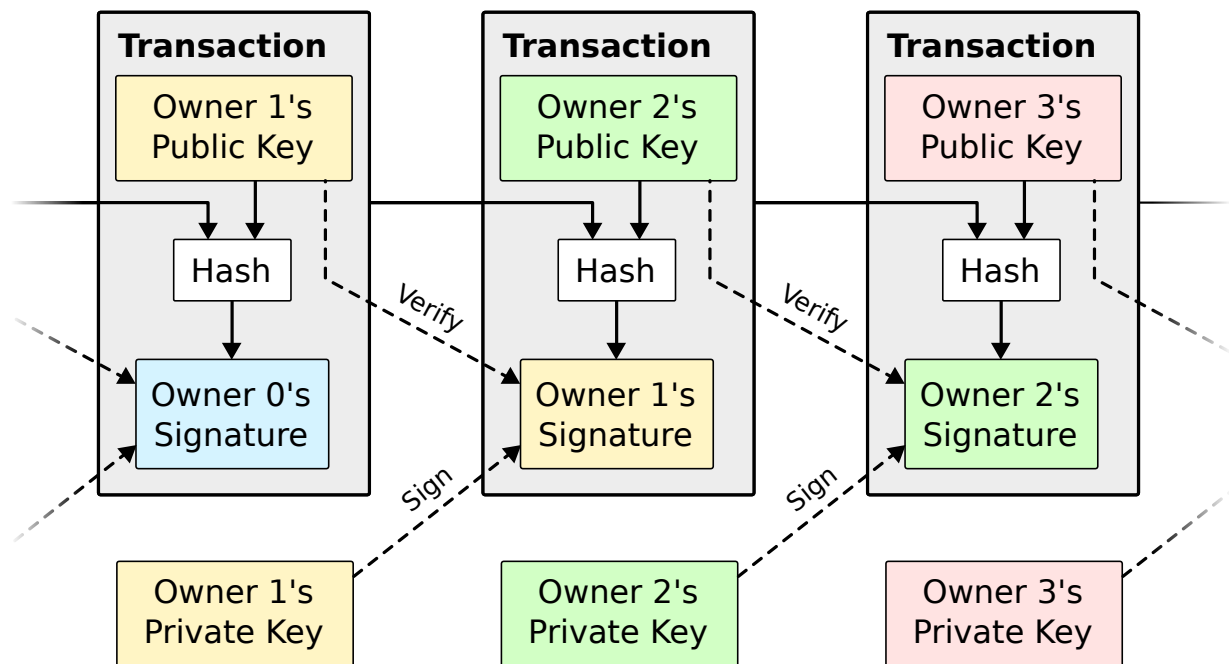 Transaction
Owner 1's
Public Key
Hash
Verify
Owner 0's
Signature
Sign
Owner 1's
Private Key
Transaction
Owner 2's
Public Key
Hash
Verify
Owner 1's
Signature
Sign
Owner 2's
Private Key
Transaction
Owner 3's
Public Key
Hash
Owner 2's
Signature
Owner 3's
Private Key